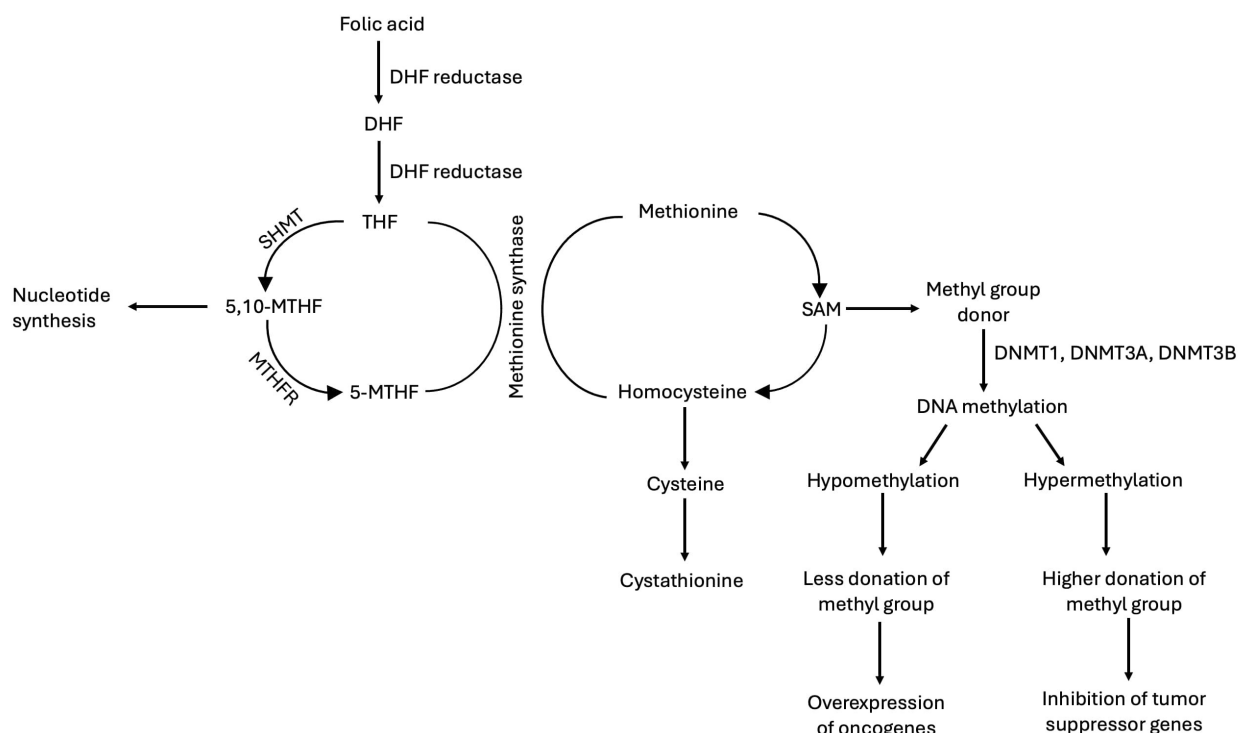 Folic acid
DHF reductase
DHF
DHF reductase
THF
SHMT
5,10-MTHF
Nucleotide
synthesis
MTHFR
5-MTHF
Methionine synthase
Methionine
SAM
Homocysteine
Cysteine
Cystathionine
Methyl group
donor
DNMT1, DNMT3A, DNMT3B
DNA methylation
Hypomethylation
Less donation of
methyl group
Overexpression
of oncogenes
Hypermethylation
Higher donation of
methyl group
Inhibition of tumor
suppressor genes